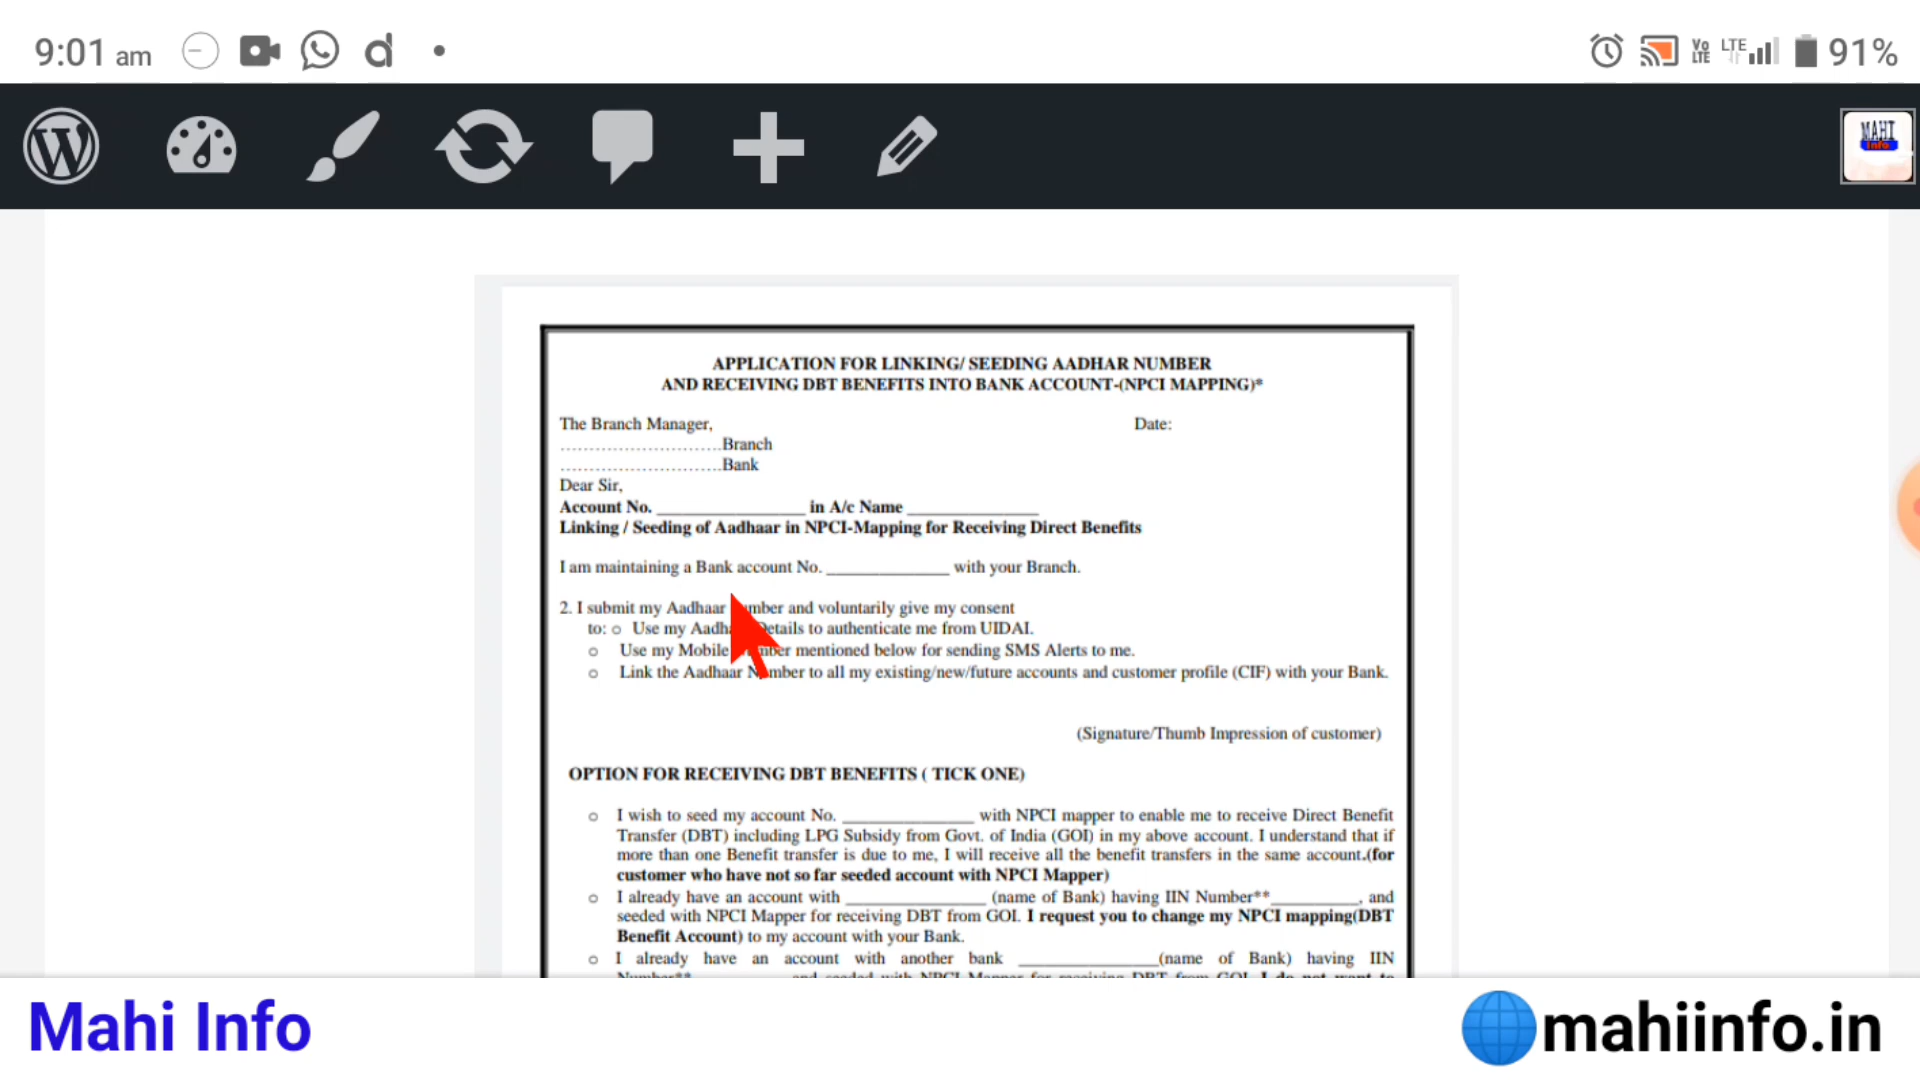 9:01 am
Vo LTE LTE 91%
MAHI
Info
APPLICATION FOR LINKING/ SEEDING AADHAR NUMBER
AND RECEIVING DBT BENEFITS INTO BANK ACCOUNT-(NPCI MAPPING)*
The Branch Manager, Date:
............................Branch
............................Bank
Dear Sir,
Account No. ________________ in A/c Name ______________
Linking / Seeding of Aadhaar in NPCI-Mapping for Receiving Direct Benefits
I am maintaining a Bank account No. _____________ with your Branch.
2. I submit my Aadhaar and voluntarily give my consent
to: o Use my to authenticate me from UIDAI.
o Use my Mobile mentioned below for sending SMS Alerts to me.
o Link the Aadhaar to all my existing/new/future accounts and customer profile (CIF) with your Bank.
(Signature/Thumb Impression of customer)
OPTION FOR RECEIVING DBT BENEFITS ( TICK ONE)
o I wish to seed my account No. ______________ with NPCI mapper to enable me to receive Direct Benefit
Transfer (DBT) including LPG Subsidy from Govt. of India (GOI) in my above account. I understand that if
more than one Benefit transfer is due to me, I will receive all the benefit transfers in the same account.(for
customer who have not so far seeded account with NPCI Mapper)
o I already have an account with _______________ (name of Bank) having IIN Number**_________, and
seeded with NPCI Mapper for receiving DBT from GOI. I request you to change my NPCI mapping(DBT
Benefit Account) to my account with your Bank.
o I already have an account with another bank _______________(name of Bank) having IIN
Mahi Info
mahiinfo.in